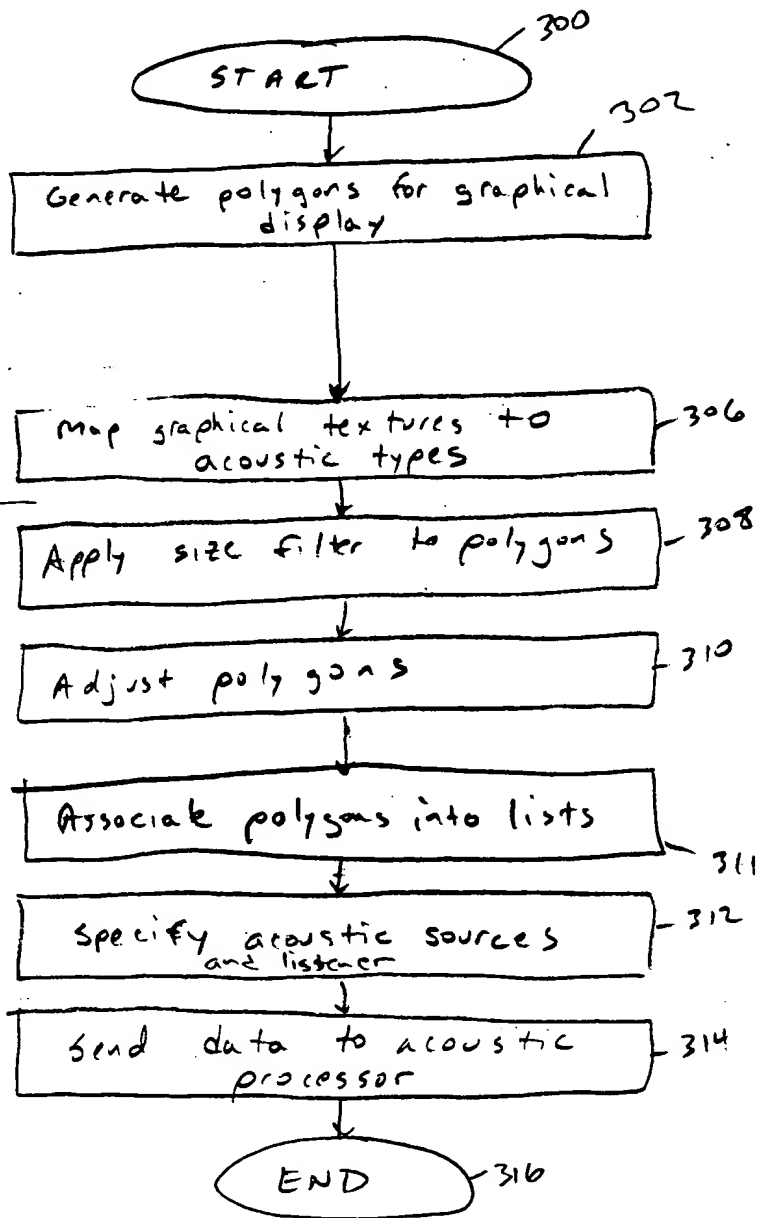 300
START
302
Generate polygons for graphical
display
Map graphical textures to
acoustic types
306
Apply size filter to polygons
308
Adjust polygons
310
Associate polygons into lists
311
Specify acoustic sources
and listener
312
Send data to acoustic
processor
314
END
316